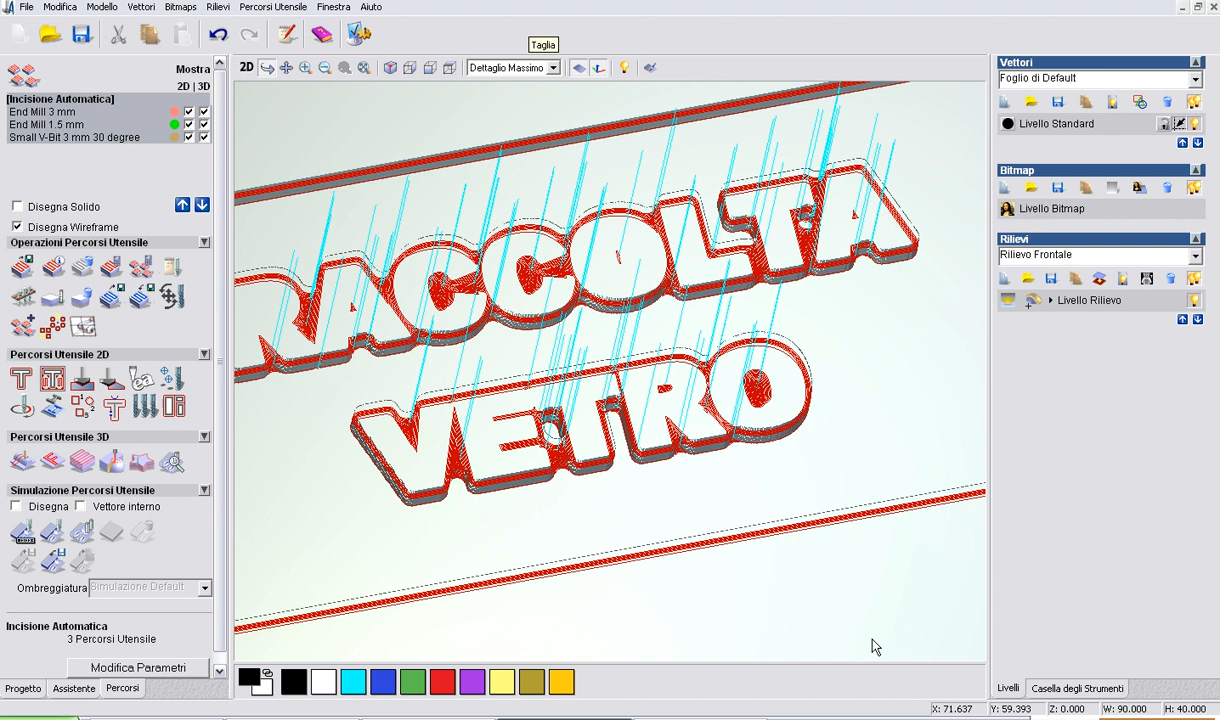 File Modifica Modello Vettori Bitmaps Rilievi Percorsi Utensile Finestra Aiuto
Taglia
2D Dettaglio Massimo
Mostra
2D | 3D
[Incisione Automatica]
End Mill 3 mm
End Mill 1.5 mm
Small V-Bit 3 mm 30 degree
Disegna Solido
Disegna Wireframe
Operazioni Percorsi Utensile
Percorsi Utensile 2D
Percorsi Utensile 3D
Simulazione Percorsi Utensile
Disegna Vettore interno
Ombreggiatura Simulazione Default
Incisione Automatica
3 Percorsi Utensile
Modifica Parametri
Progetto Assistente Percorsi
RACCOLTA
VETRO
Vettori
Foglio di Default
Livello Standard
Bitmap
Livello Bitmap
Rilievi
Rilievo Frontale
Livello Rilievo
Livelli Casella degli Strumenti
X: 71.637 Y: 59.393 Z: 0.000 W: 90.000 H: 40.000